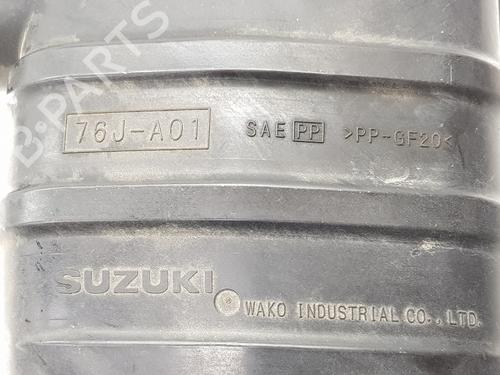 B-PARTS
76J-A01 SAE PP >PP-GF20<
SUZUKI
WAKO INDUSTRIAL CO., LTD.